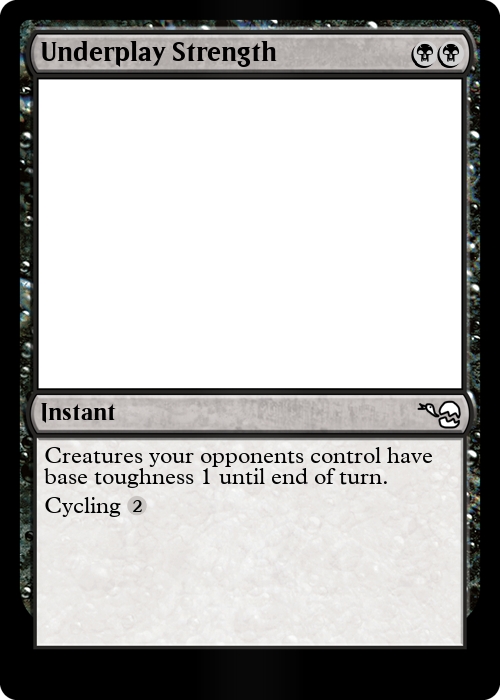 Underplay Strength
Instant
Creatures your opponents control have
base toughness 1 until end of turn.
Cycling 2